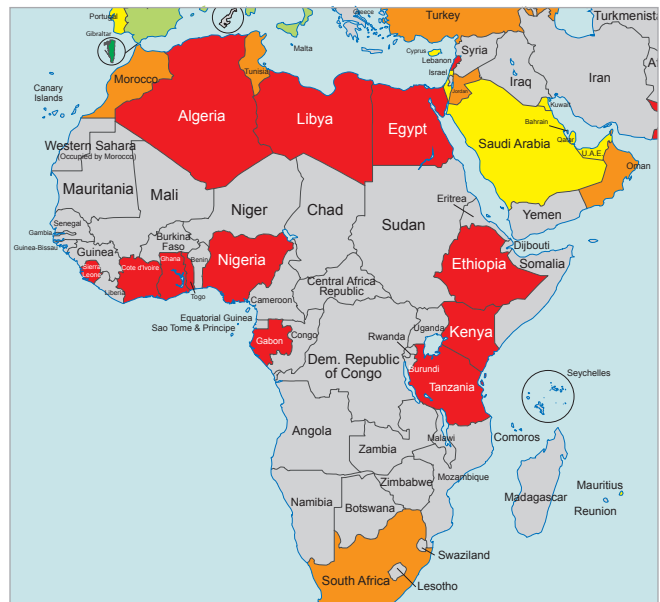 Portugal
Greece
Turkey
Turkmenista
Gibraltar
Malta
Cyprus
Syria
Lebanon
Morocco
Tunisia
Israel
Iraq
Iran
Canary
Islands
Jordan
Kuwait
Algeria
Libya
Egypt
Bahrain
Qatar
Western Sahara
(Occupied by Morocco)
Saudi Arabia
U.A.E.
Oman
Mauritania
Mali
Niger
Chad
Sudan
Eritrea
Yemen
Senegal
Gambia
Guinea-Bissau
Guinea
Burkina
Faso
Benin
Nigeria
Djibouti
Somalia
Sierra
Leone
Cote d'Ivoire
Ghana
Ethiopia
Liberia
Togo
Cameroon
Central Africa
Republic
Equatorial Guinea
Sao Tome & Principe
Gabon
Congo
Uganda
Kenya
Rwanda
Dem. Republic
of Congo
Burundi
Tanzania
Seychelles
Angola
Zambia
Malawi
Comoros
Mozambique
Zimbabwe
Madagascar
Mauritius
Reunion
Namibia
Botswana
Swaziland
South Africa
Lesotho